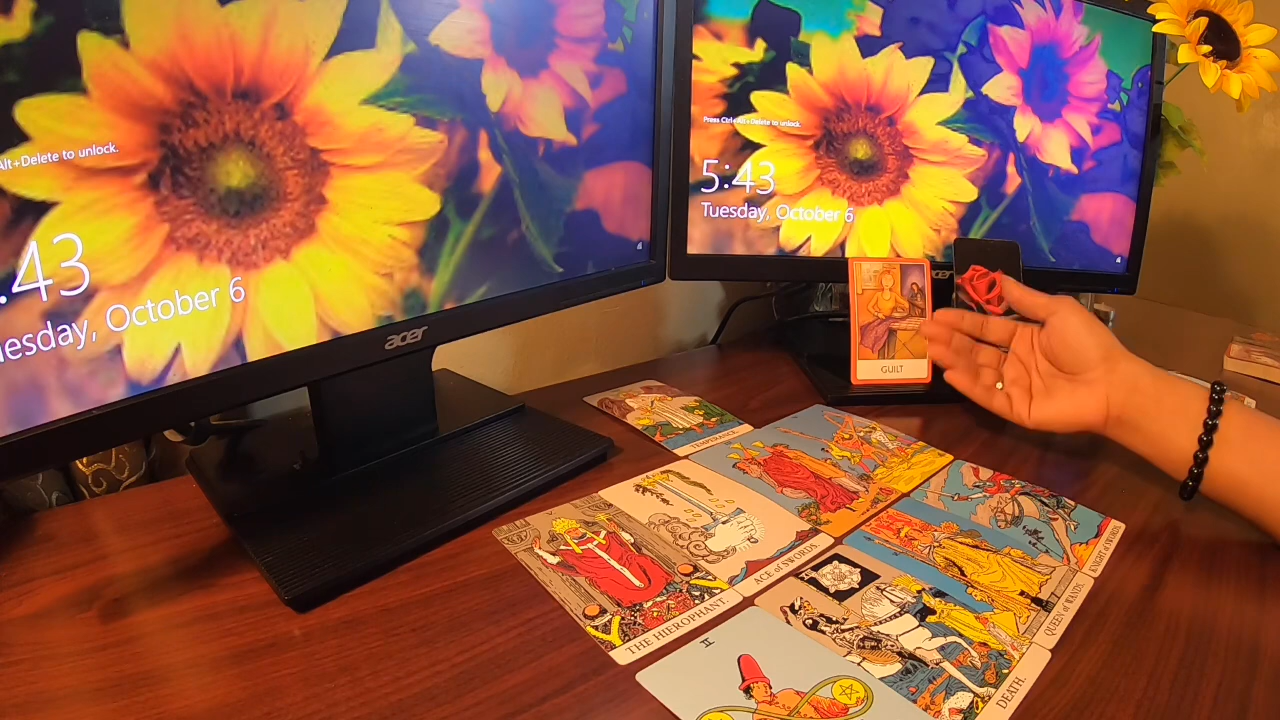 Alt+Delete to unlock.
:43
uesday, October 6
acer
Press Ctrl+Alt+Delete to unlock.
5:43
Tuesday, October 6
acer
GUILT
TEMPERANCE.
V
THE HIEROPHANT.
ACE of SWORDS.
KNIGHT of SWORDS.
QUEEN of WANDS.
DEATH.
II